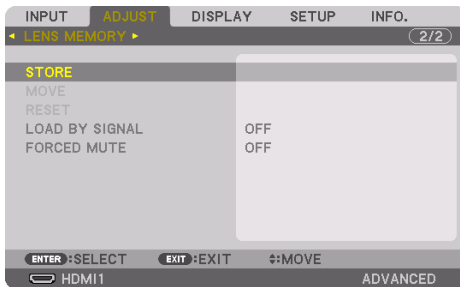 INPUT ADJUST DISPLAY SETUP INFO.
◂ LENS MEMORY ▸ 2/2
STORE
MOVE
RESET
LOAD BY SIGNAL OFF
FORCED MUTE OFF
ENTER:SELECT EXIT:EXIT ♦:MOVE
HDMI1 ADVANCED